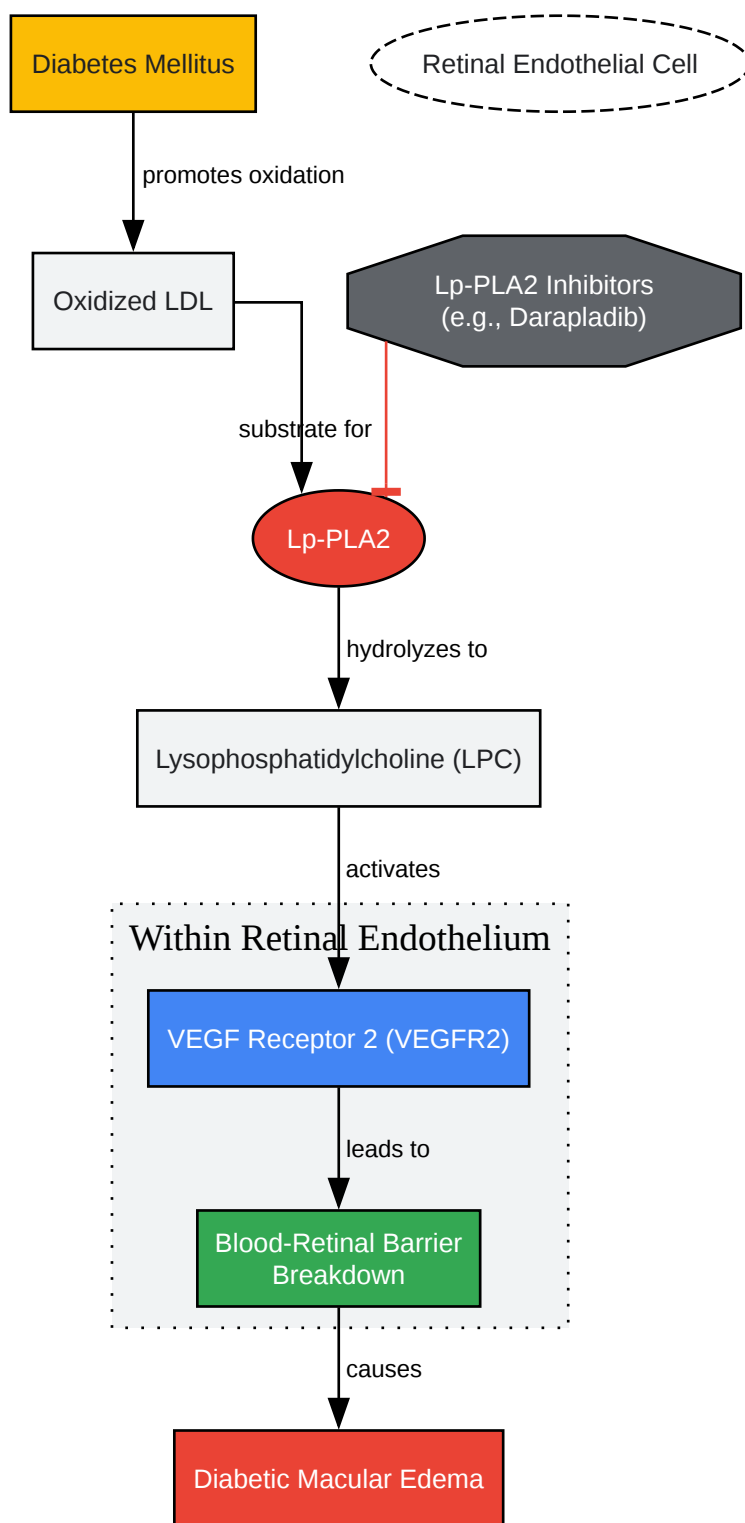 Diabetes Mellitus
Retinal Endothelial Cell
promotes oxidation
Oxidized LDL
Lp-PLA2 Inhibitors
(e.g., Darapladib)
substrate for
Lp-PLA2
hydrolyzes to
Lysophosphatidylcholine (LPC)
activates
Within Retinal Endothelium
VEGF Receptor 2 (VEGFR2)
leads to
Blood-Retinal Barrier
Breakdown
causes
Diabetic Macular Edema